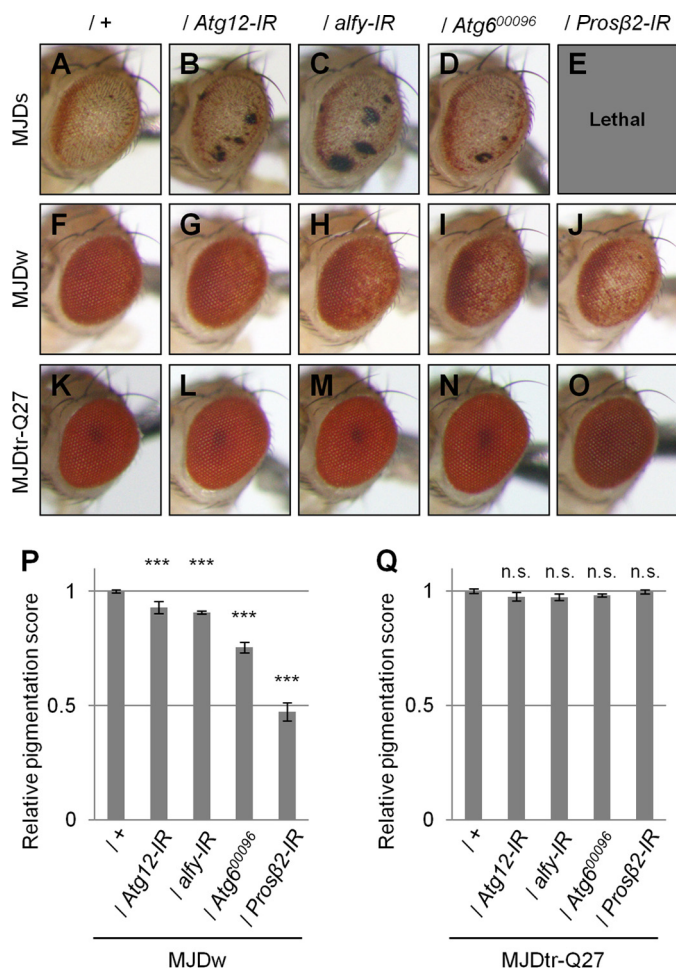 / + / Atg12-IR / alfy-IR / Atg6⁰⁰⁰⁹⁶ / Prosβ2-IR
MJDs
A B C D E
Lethal
MJDw
F G H I J
MJDtr-Q27
K L M N O
P
*** *** *** ***
Relative pigmentation score
1
0.5
0
/ +
/ Atg12-IR
/ alfy-IR
/ Atg6⁰⁰⁰⁹⁶
/ Prosβ2-IR
MJDw
Q
n.s. n.s. n.s. n.s.
Relative pigmentation score
1
0.5
0
/ +
/ Atg12-IR
/ alfy-IR
/ Atg6⁰⁰⁰⁹⁶
/ Prosβ2-IR
MJDtr-Q27